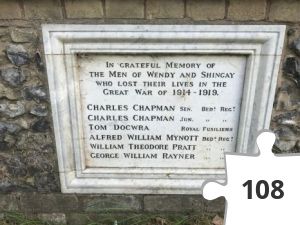 In Grateful Memory of
the Men of Wendy and Shingay
who lost their lives in the
Great War of 1914-1919.
Charles Chapman Sen. Bedf. Regt.
Charles Chapman Jun. " "
Tom Docwra Royal Fusiliers
Alfred William Mynott Bedf. Regt.
William Theodore Pratt " "
George William Rayner " "
108